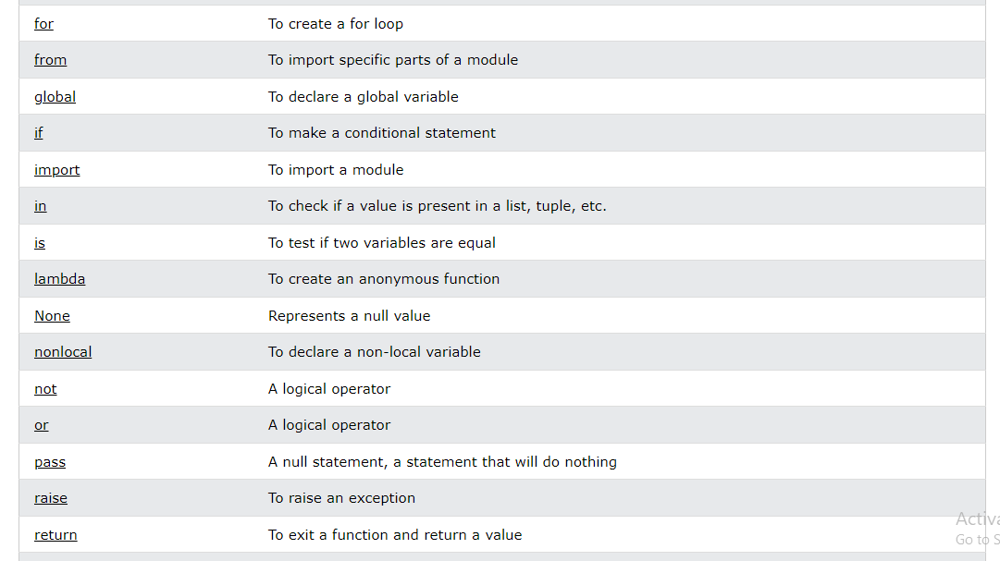 for To create a for loop
from To import specific parts of a module
global To declare a global variable
if To make a conditional statement
import To import a module
in To check if a value is present in a list, tuple, etc.
is To test if two variables are equal
lambda To create an anonymous function
None Represents a null value
nonlocal To declare a non-local variable
not A logical operator
or A logical operator
pass A null statement, a statement that will do nothing
raise To raise an exception
return To exit a function and return a value
Activa
Go to S